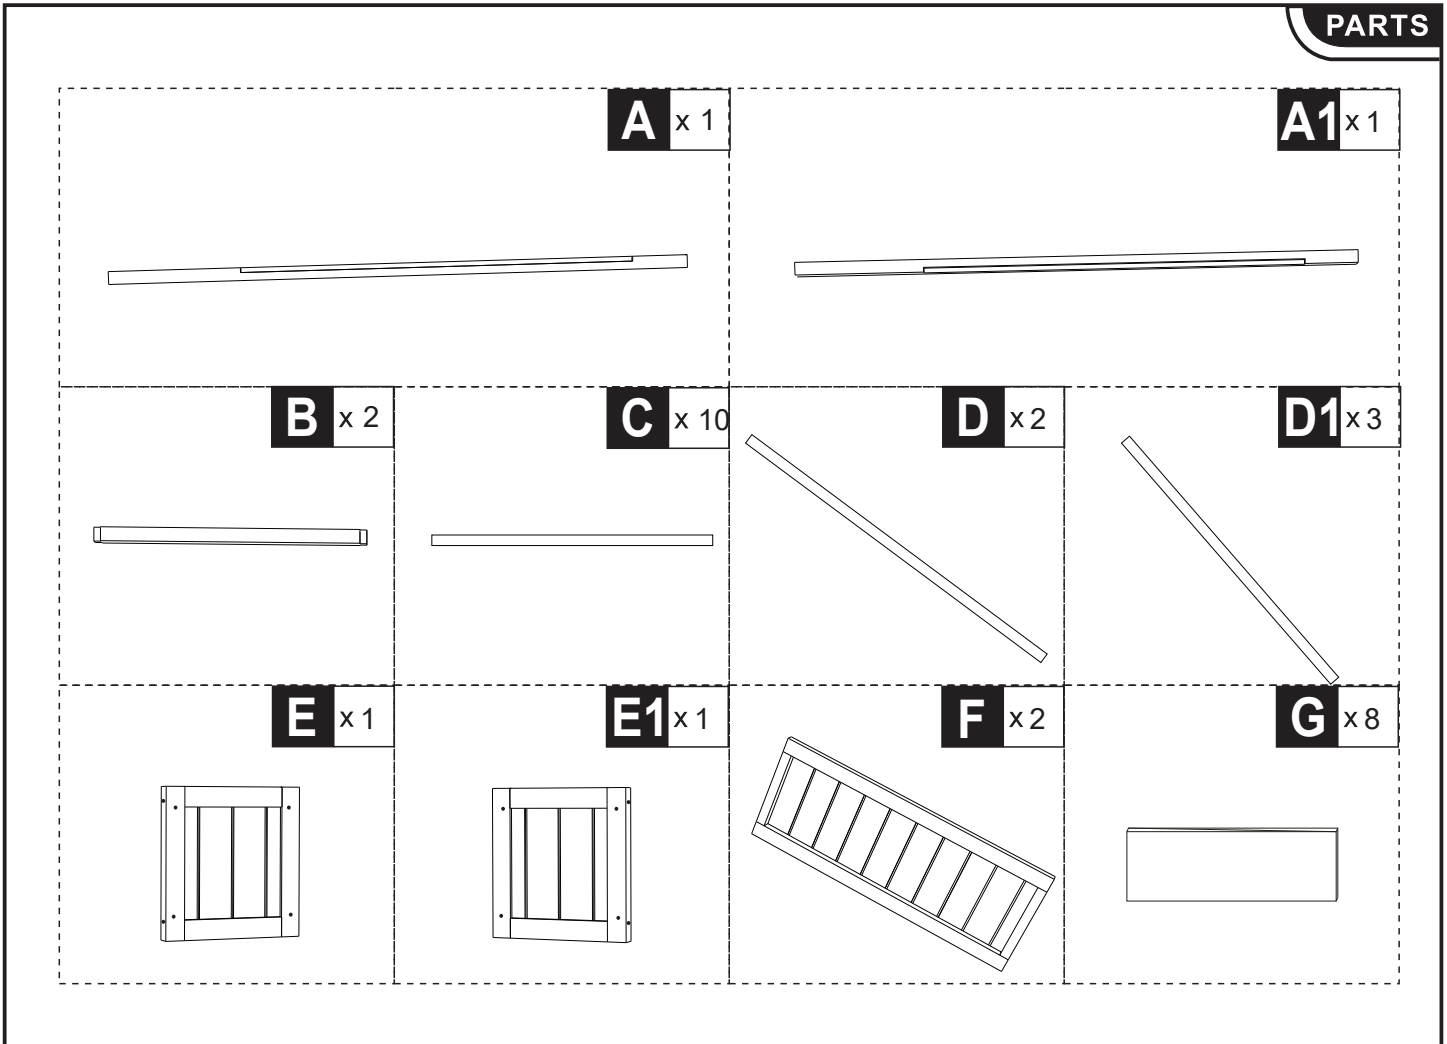 PARTS
A x 1
A1 x 1
B x 2
C x 10
D x 2
D1 x 3
E x 1
E1 x 1
F x 2
G x 8